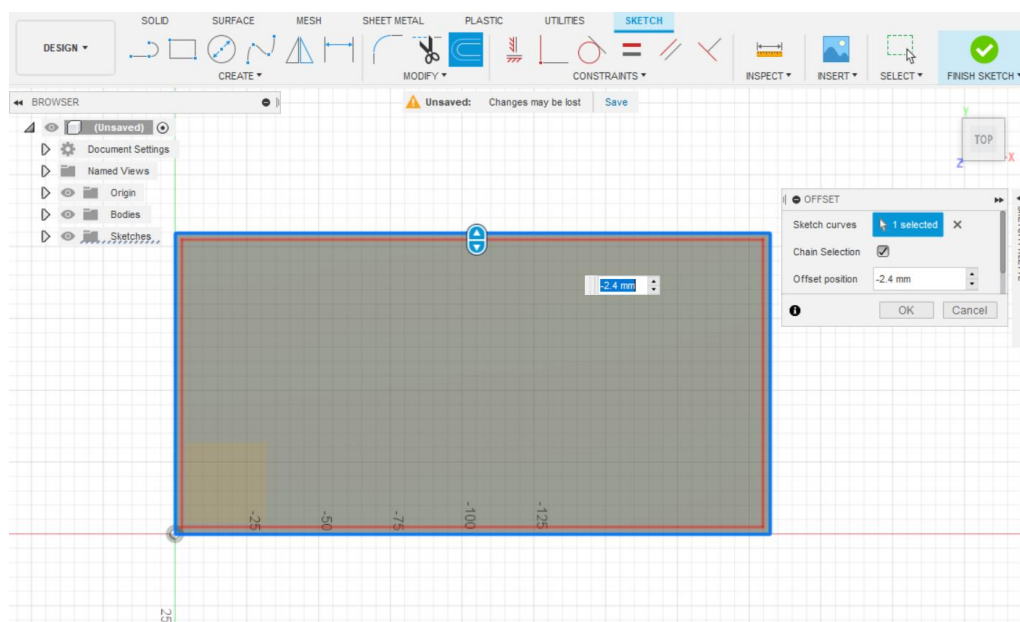 SOLID SURFACE MESH SHEET METAL PLASTIC UTILITIES SKETCH
DESIGN ▾
CREATE ▾ MODIFY ▾ CONSTRAINTS ▾ INSPECT ▾ INSERT ▾ SELECT ▾ FINISH SKETCH ▾
BROWSER
Unsaved: Changes may be lost Save
(Unsaved)
Document Settings
Named Views
Origin
Bodies
Sketches
Y
TOP
X
Z
OFFSET
Sketch curves 1 selected
Chain Selection
Offset position -2.4 mm
OK Cancel
-2.4 mm
-25
-50
-75
-100
-125
25